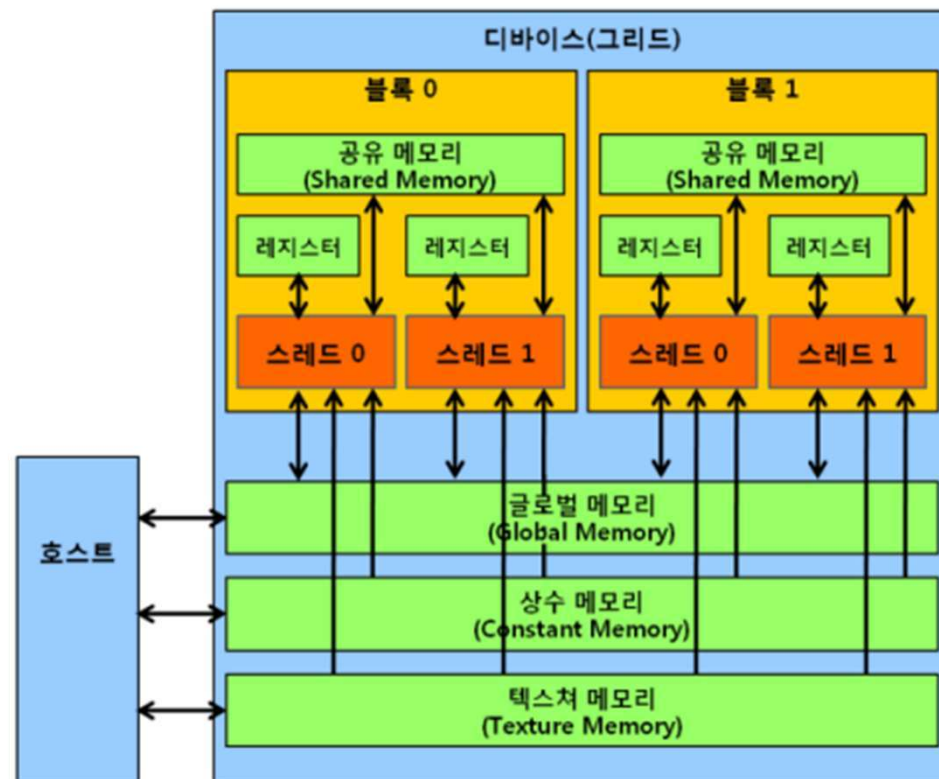 디바이스(그리드)
블록 0
블록 1
공유 메모리
(Shared Memory)
공유 메모리
(Shared Memory)
레지스터
레지스터
레지스터
레지스터
스레드 0
스레드 1
스레드 0
스레드 1
호스트
글로벌 메모리
(Global Memory)
상수 메모리
(Constant Memory)
텍스쳐 메모리
(Texture Memory)